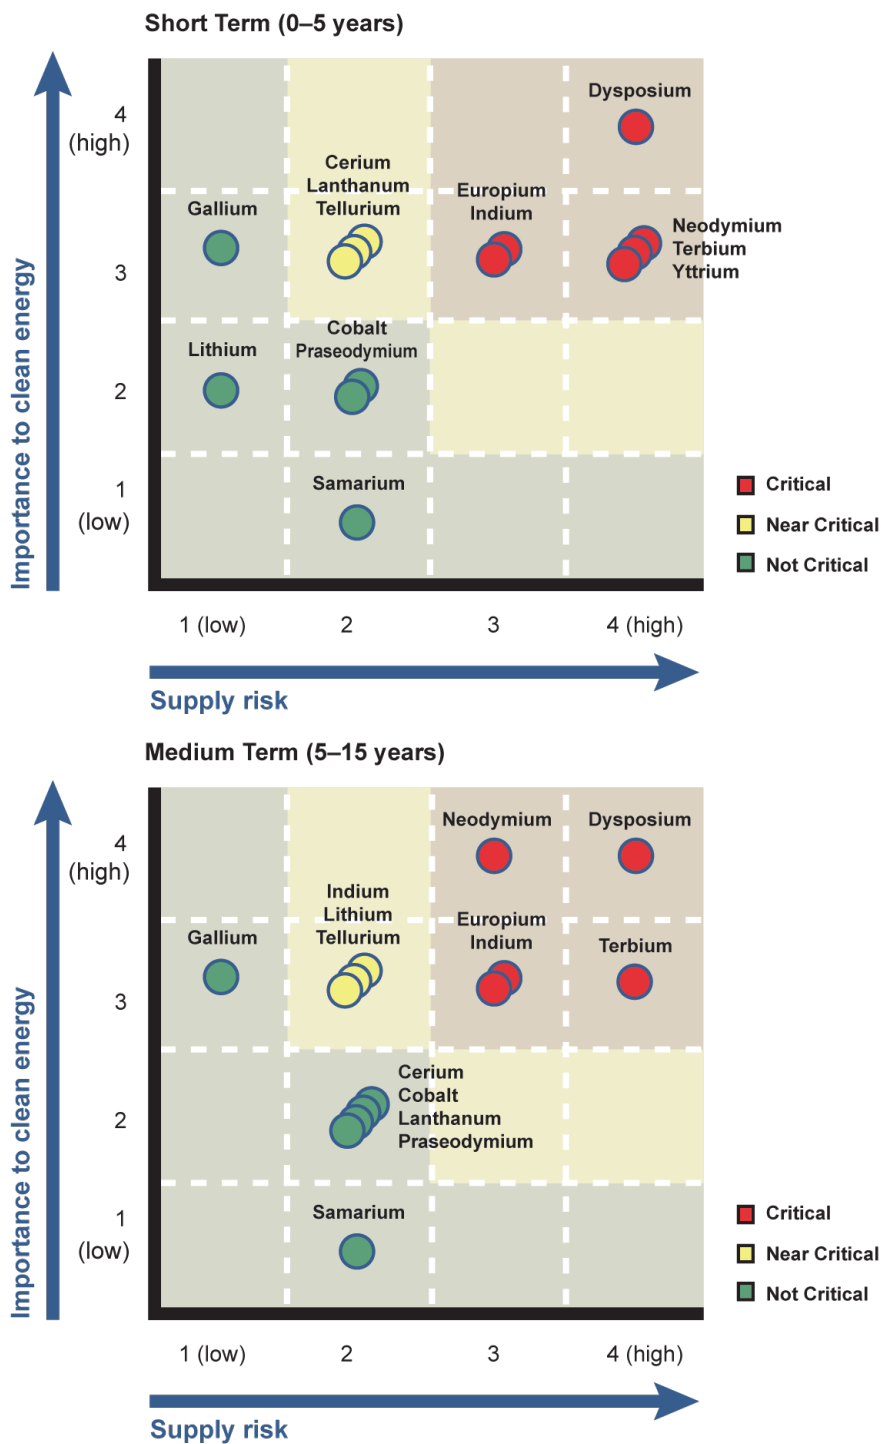 Short Term (0–5 years)
Importance to clean energy
4
(high)
3
2
1
(low)
Dysposium
Cerium
Lanthanum
Tellurium
Gallium
Europium
Indium
Neodymium
Terbium
Yttrium
Lithium
Cobalt
Praseodymium
Samarium
Critical
Near Critical
Not Critical
1 (low)
2
3
4 (high)
Supply risk
Medium Term (5–15 years)
Importance to clean energy
4
(high)
3
2
1
(low)
Neodymium
Dysposium
Indium
Lithium
Tellurium
Gallium
Europium
Indium
Terbium
Cerium
Cobalt
Lanthanum
Praseodymium
Samarium
Critical
Near Critical
Not Critical
1 (low)
2
3
4 (high)
Supply risk